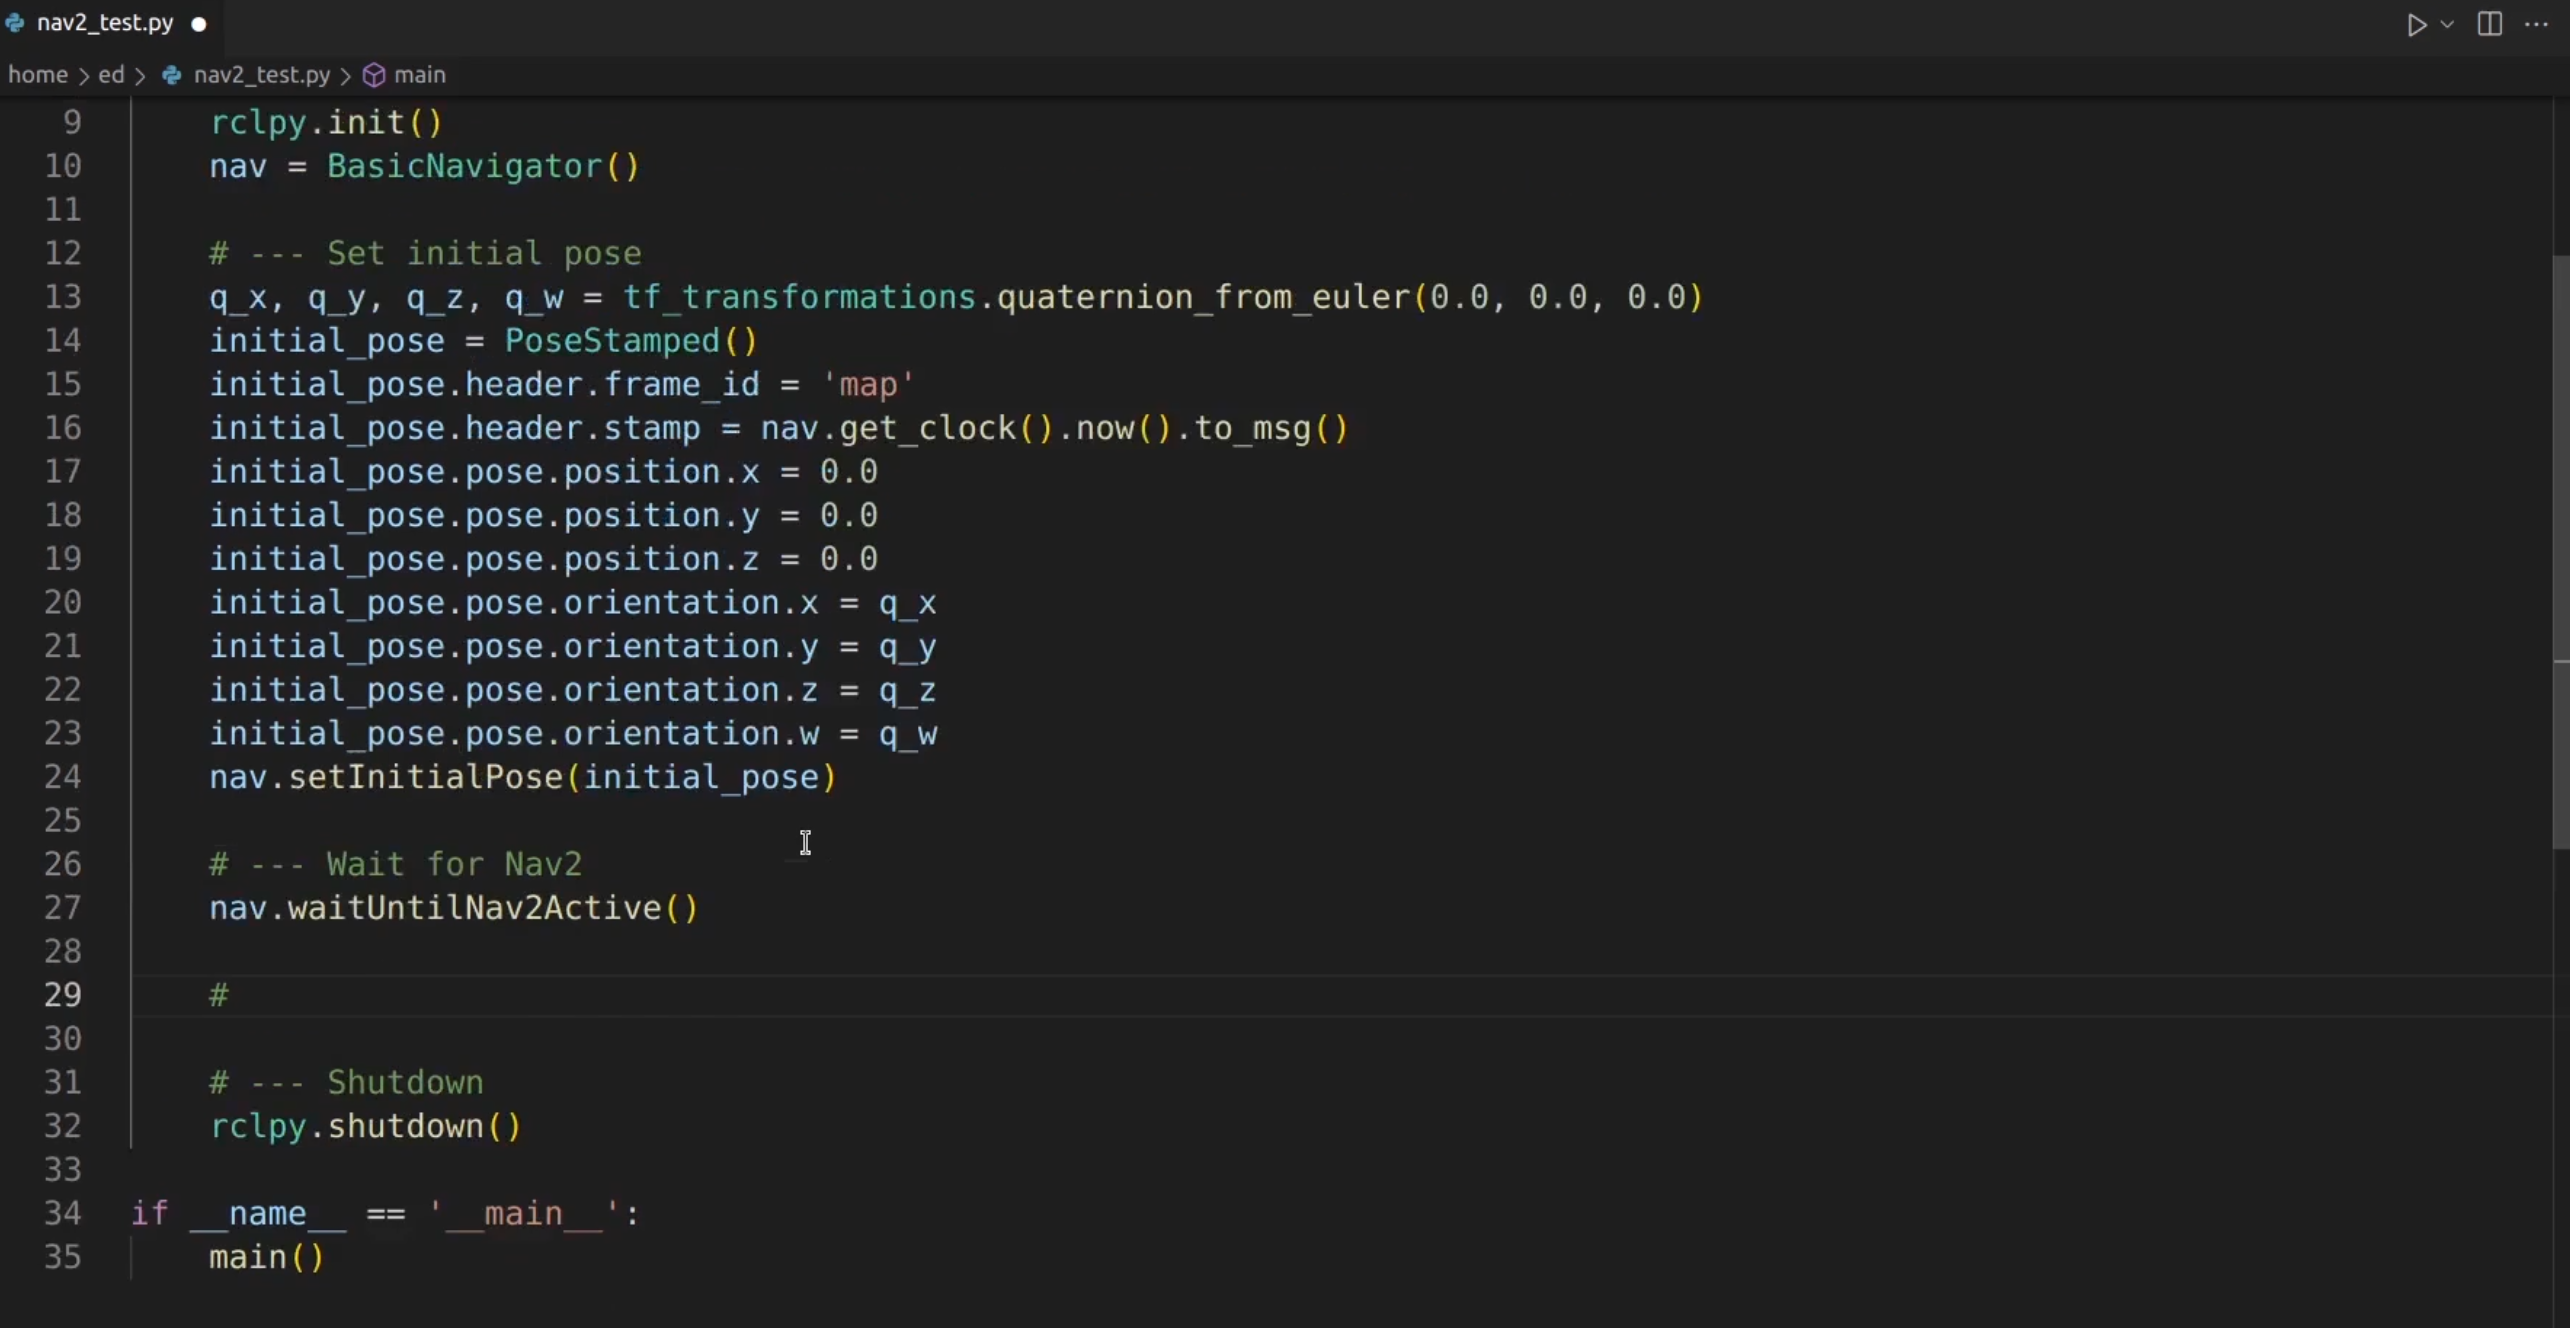 nav2_test.py
home > ed > nav2_test.py > main
9 rclpy.init()
10 nav = BasicNavigator()
11
12 # --- Set initial pose
13 q_x, q_y, q_z, q_w = tf_transformations.quaternion_from_euler(0.0, 0.0, 0.0)
14 initial_pose = PoseStamped()
15 initial_pose.header.frame_id = 'map'
16 initial_pose.header.stamp = nav.get_clock().now().to_msg()
17 initial_pose.pose.position.x = 0.0
18 initial_pose.pose.position.y = 0.0
19 initial_pose.pose.position.z = 0.0
20 initial_pose.pose.orientation.x = q_x
21 initial_pose.pose.orientation.y = q_y
22 initial_pose.pose.orientation.z = q_z
23 initial_pose.pose.orientation.w = q_w
24 nav.setInitialPose(initial_pose)
25
26 # --- Wait for Nav2
27 nav.waitUntilNav2Active()
28
29 #
30
31 # --- Shutdown
32 rclpy.shutdown()
33
34 if __name__ == '__main__':
35 main()